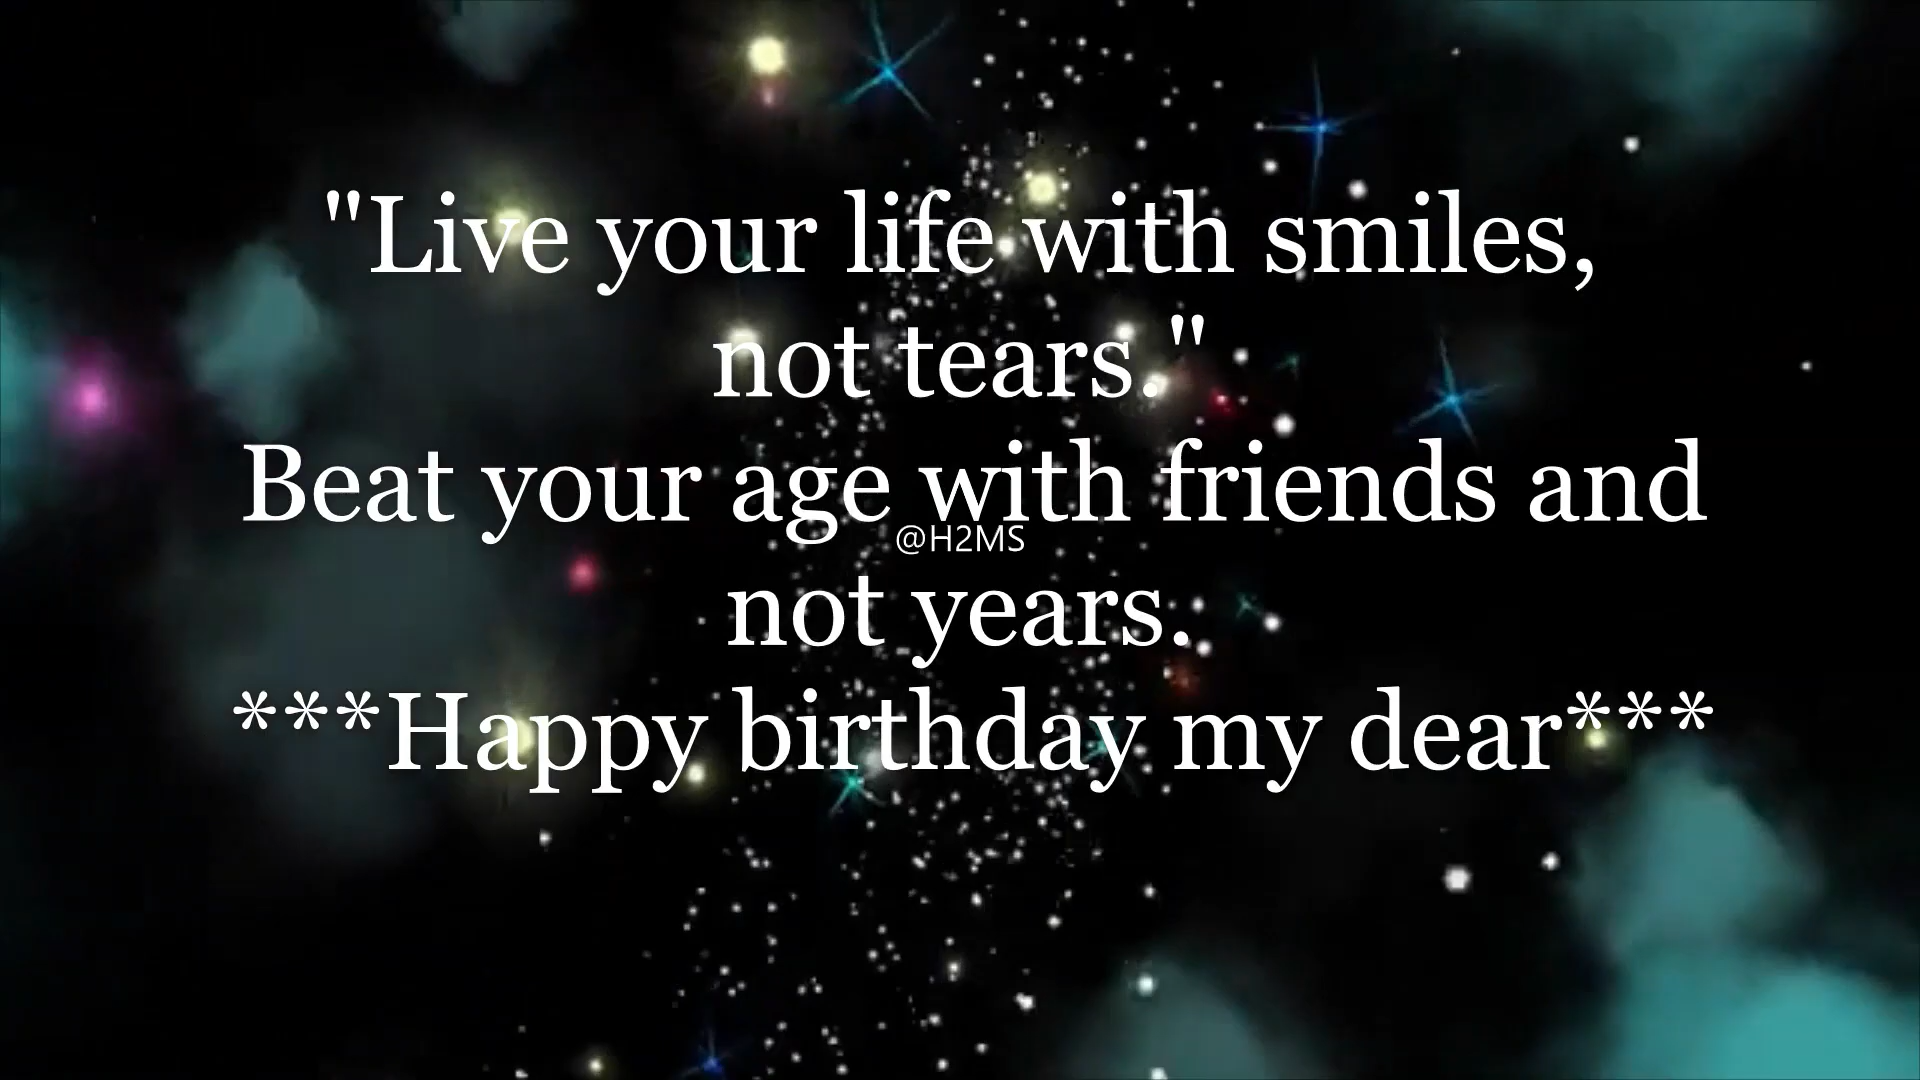 "Live your life with smiles,
not tears."
Beat your age with friends and
@H2MS
not years.
***Happy birthday my dear***